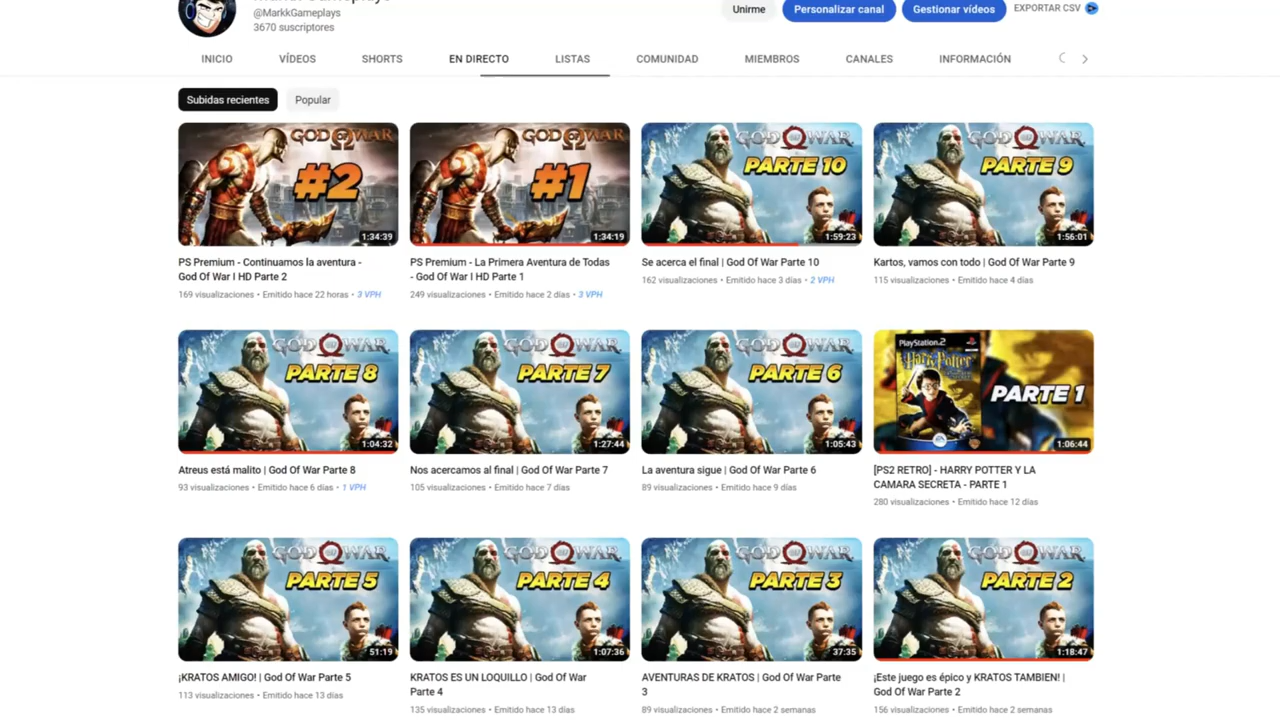 @MarkkGameplays
3670 suscriptores
Unirme
Personalizar canal
Gestionar vídeos
EXPORTAR CSV
INICIO VÍDEOS SHORTS EN DIRECTO LISTAS COMUNIDAD MIEMBROS CANALES INFORMACIÓN
Subidas recientes Popular
GOD OF WAR
#2
1:34:39
PS Premium - Continuamos la aventura -
God Of War I HD Parte 2
169 visualizaciones • Emitido hace 22 horas • 3 VPH
GOD OF WAR
#1
1:34:19
PS Premium - La Primera Aventura de Todas
- God Of War I HD Parte 1
249 visualizaciones • Emitido hace 2 días • 3 VPH
GOD OF WAR
PARTE 10
1:59:23
Se acerca el final | God Of War Parte 10
162 visualizaciones • Emitido hace 3 días • 2 VPH
GOD OF WAR
PARTE 9
1:56:01
Kartos, vamos con todo | God Of War Parte 9
115 visualizaciones • Emitido hace 4 días
GOD OF WAR
PARTE 8
1:04:32
Atreus está malito | God Of War Parte 8
93 visualizaciones • Emitido hace 6 días • 1 VPH
GOD OF WAR
PARTE 7
1:27:44
Nos acercamos al final | God Of War Parte 7
105 visualizaciones • Emitido hace 7 días
GOD OF WAR
PARTE 6
1:05:43
La aventura sigue | God Of War Parte 6
89 visualizaciones • Emitido hace 9 días
PlayStation.2
Harry Potter
PARTE 1
1:06:44
[PS2 RETRO] - HARRY POTTER Y LA
CAMARA SECRETA - PARTE 1
280 visualizaciones • Emitido hace 12 días
GOD OF WAR
PARTE 5
51:19
¡KRATOS AMIGO! | God Of War Parte 5
113 visualizaciones • Emitido hace 13 días
GOD OF WAR
PARTE 4
1:07:36
KRATOS ES UN LOQUILLO | God Of War
Parte 4
135 visualizaciones • Emitido hace 13 días
GOD OF WAR
PARTE 3
37:35
AVENTURAS DE KRATOS | God Of War Parte
3
89 visualizaciones • Emitido hace 2 semanas
GOD OF WAR
PARTE 2
1:18:47
¡Este juego es épico y KRATOS TAMBIEN! |
God Of War Parte 2
156 visualizaciones • Emitido hace 2 semanas